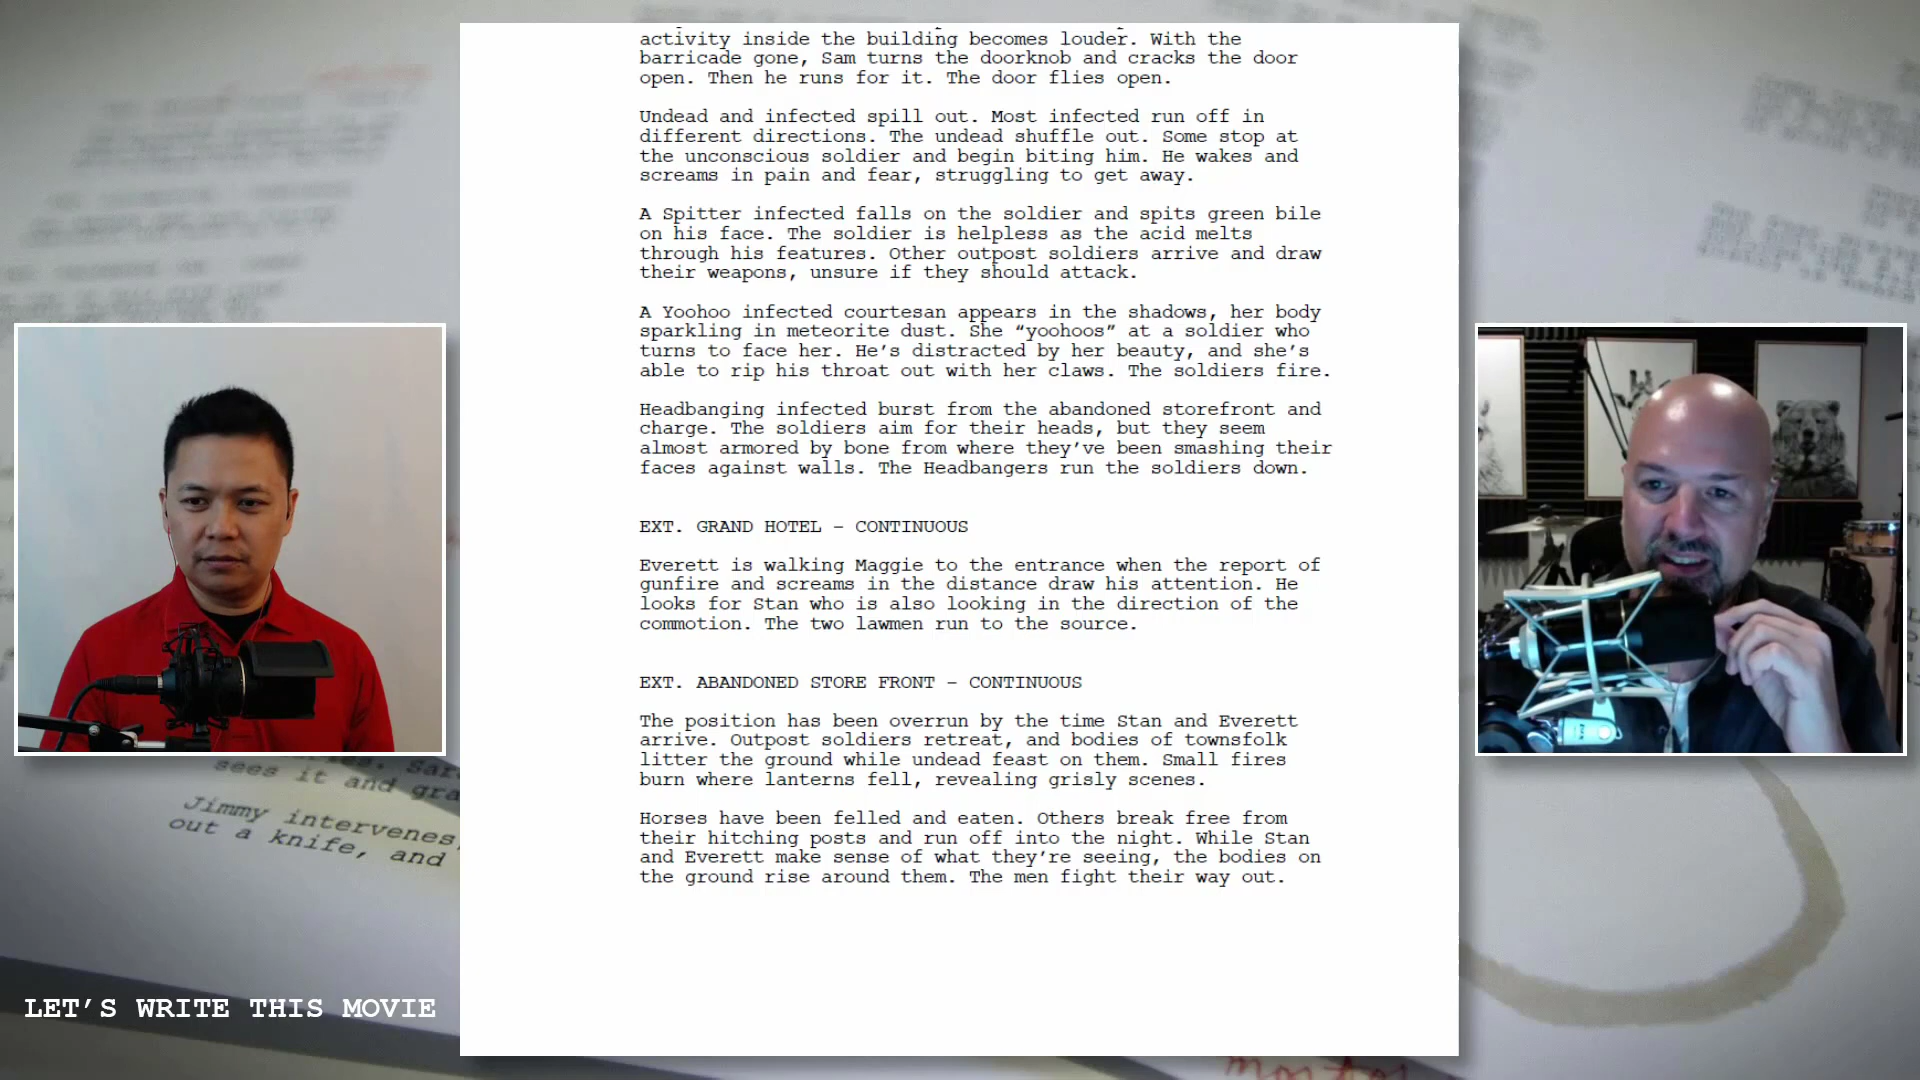 activity inside the building becomes louder. With the
barricade gone, Sam turns the doorknob and cracks the door
open. Then he runs for it. The door flies open.
Undead and infected spill out. Most infected run off in
different directions. The undead shuffle out. Some stop at
the unconscious soldier and begin biting him. He wakes and
screams in pain and fear, struggling to get away.
A Spitter infected falls on the soldier and spits green bile
on his face. The soldier is helpless as the acid melts
through his features. Other outpost soldiers arrive and draw
their weapons, unsure if they should attack.
A Yoohoo infected courtesan appears in the shadows, her body
sparkling in meteorite dust. She “yoohoos” at a soldier who
turns to face her. He’s distracted by her beauty, and she’s
able to rip his throat out with her claws. The soldiers fire.
Headbanging infected burst from the abandoned storefront and
charge. The soldiers aim for their heads, but they seem
almost armored by bone from where they’ve been smashing their
faces against walls. The Headbangers run the soldiers down.
EXT. GRAND HOTEL – CONTINUOUS
Everett is walking Maggie to the entrance when the report of
gunfire and screams in the distance draw his attention. He
looks for Stan who is also looking in the direction of the
commotion. The two lawmen run to the source.
EXT. ABANDONED STORE FRONT – CONTINUOUS
The position has been overrun by the time Stan and Everett
arrive. Outpost soldiers retreat, and bodies of townsfolk
litter the ground while undead feast on them. Small fires
burn where lanterns fell, revealing grisly scenes.
Horses have been felled and eaten. Others break free from
their hitching posts and run off into the night. While Stan
and Everett make sense of what they’re seeing, the bodies on
the ground rise around them. The men fight their way out.
sees it and gra
Jimmy intervenes
out a knife, and
LET’S WRITE THIS MOVIE